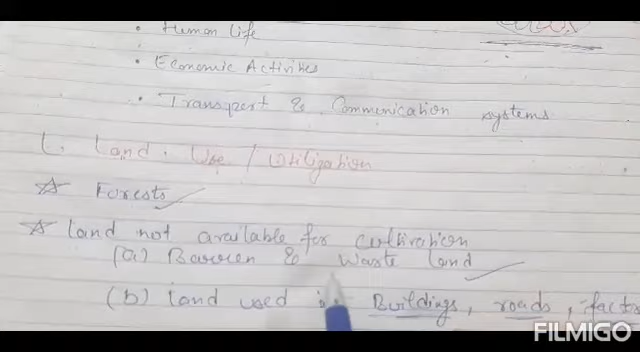 • Human life
• Economic Activities
• Transport & Communication systems
L. Land. Use / Utilization
☆ Forests
☆ Land not available for cultivation
(a) Barren & Waste land
(b) Land used in Buildings, roads, factor
FILMIGO